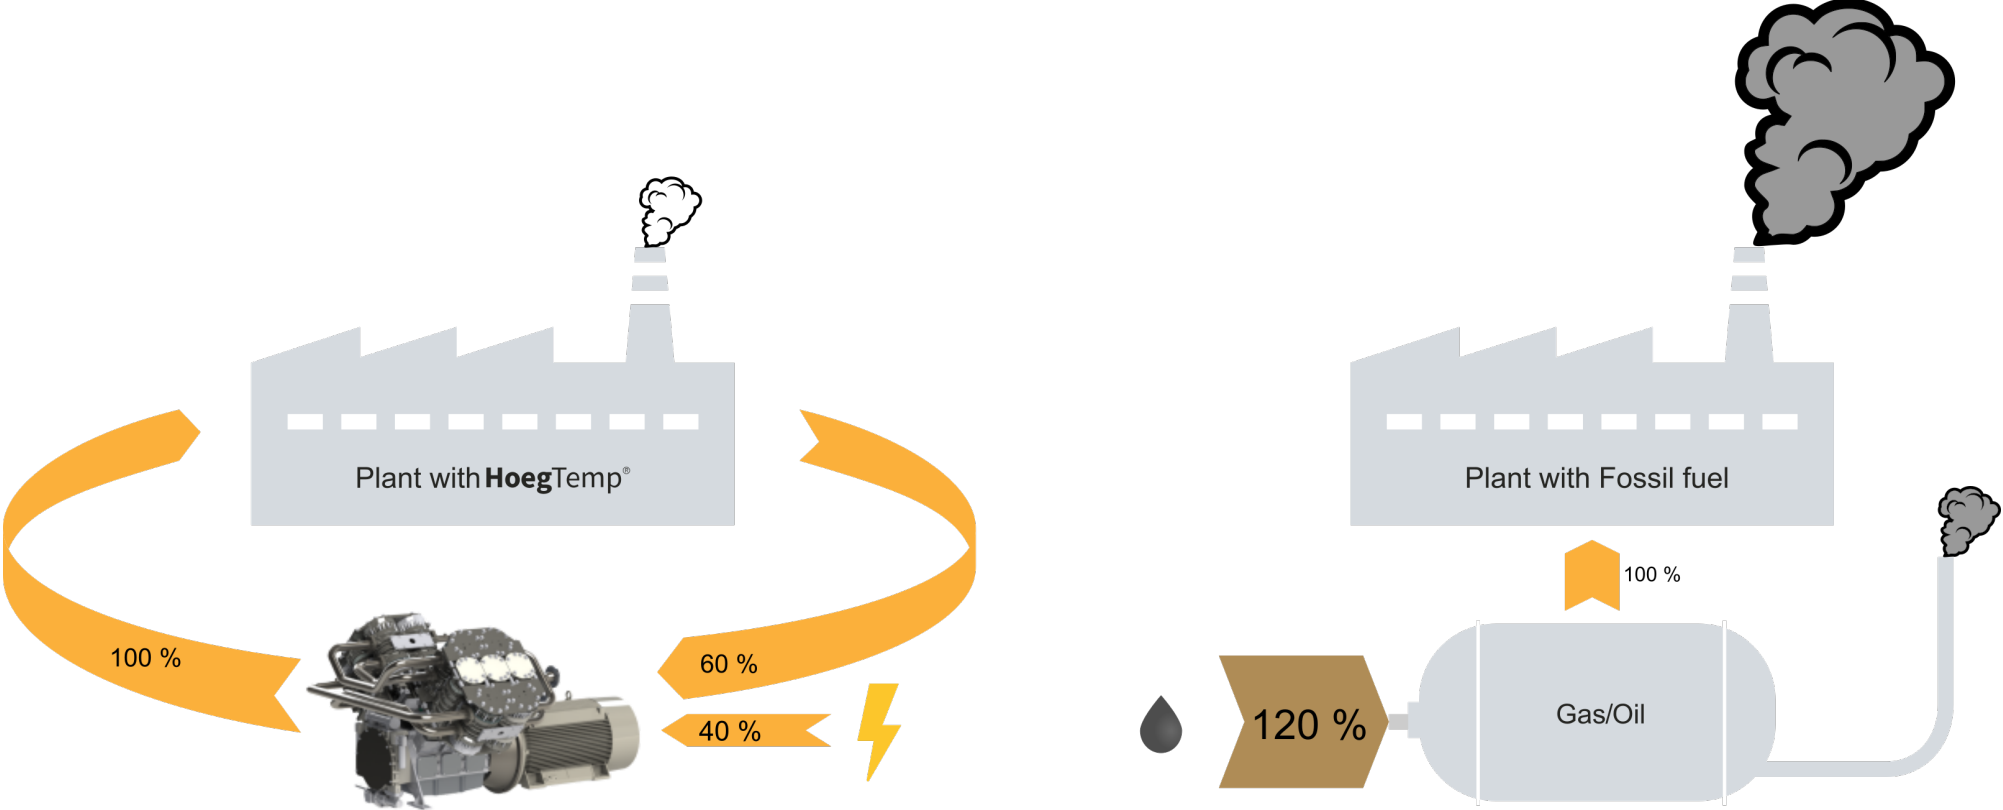 Plant with HoegTemp®
100 %
60 %
40 %
Plant with Fossil fuel
100 %
120 %
Gas/Oil